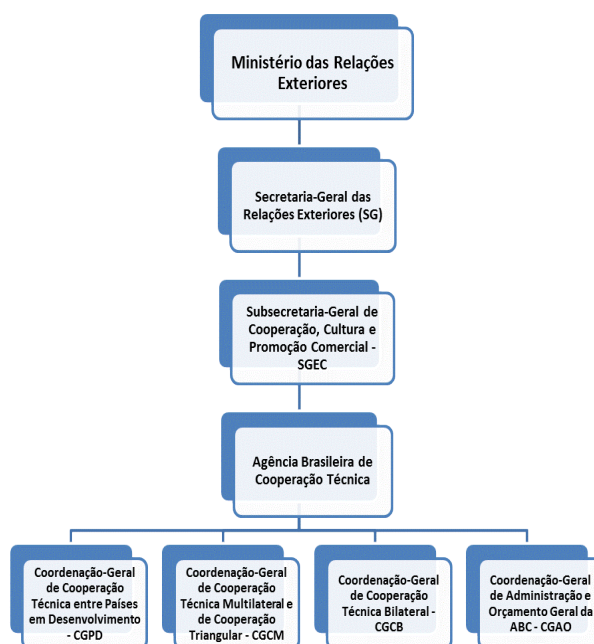 Ministério das Relações
Exteriores
Secretaria-Geral das
Relações Exteriores (SG)
Subsecretaria-Geral de
Cooperação, Cultura e
Promoção Comercial -
SGEC
Agência Brasileira de
Cooperação Técnica
Coordenação-Geral
de Cooperação
Técnica entre Países
em Desenvolvimento
- CGPD
Coordenação-Geral
de Cooperação
Técnica Multilateral e
de Cooperação
Triangular - CGCM
Coordenação-Geral
de Cooperação
Técnica Bilateral -
CGCB
Coordenação-Geral
de Administração e
Orçamento Geral da
ABC - CGAO